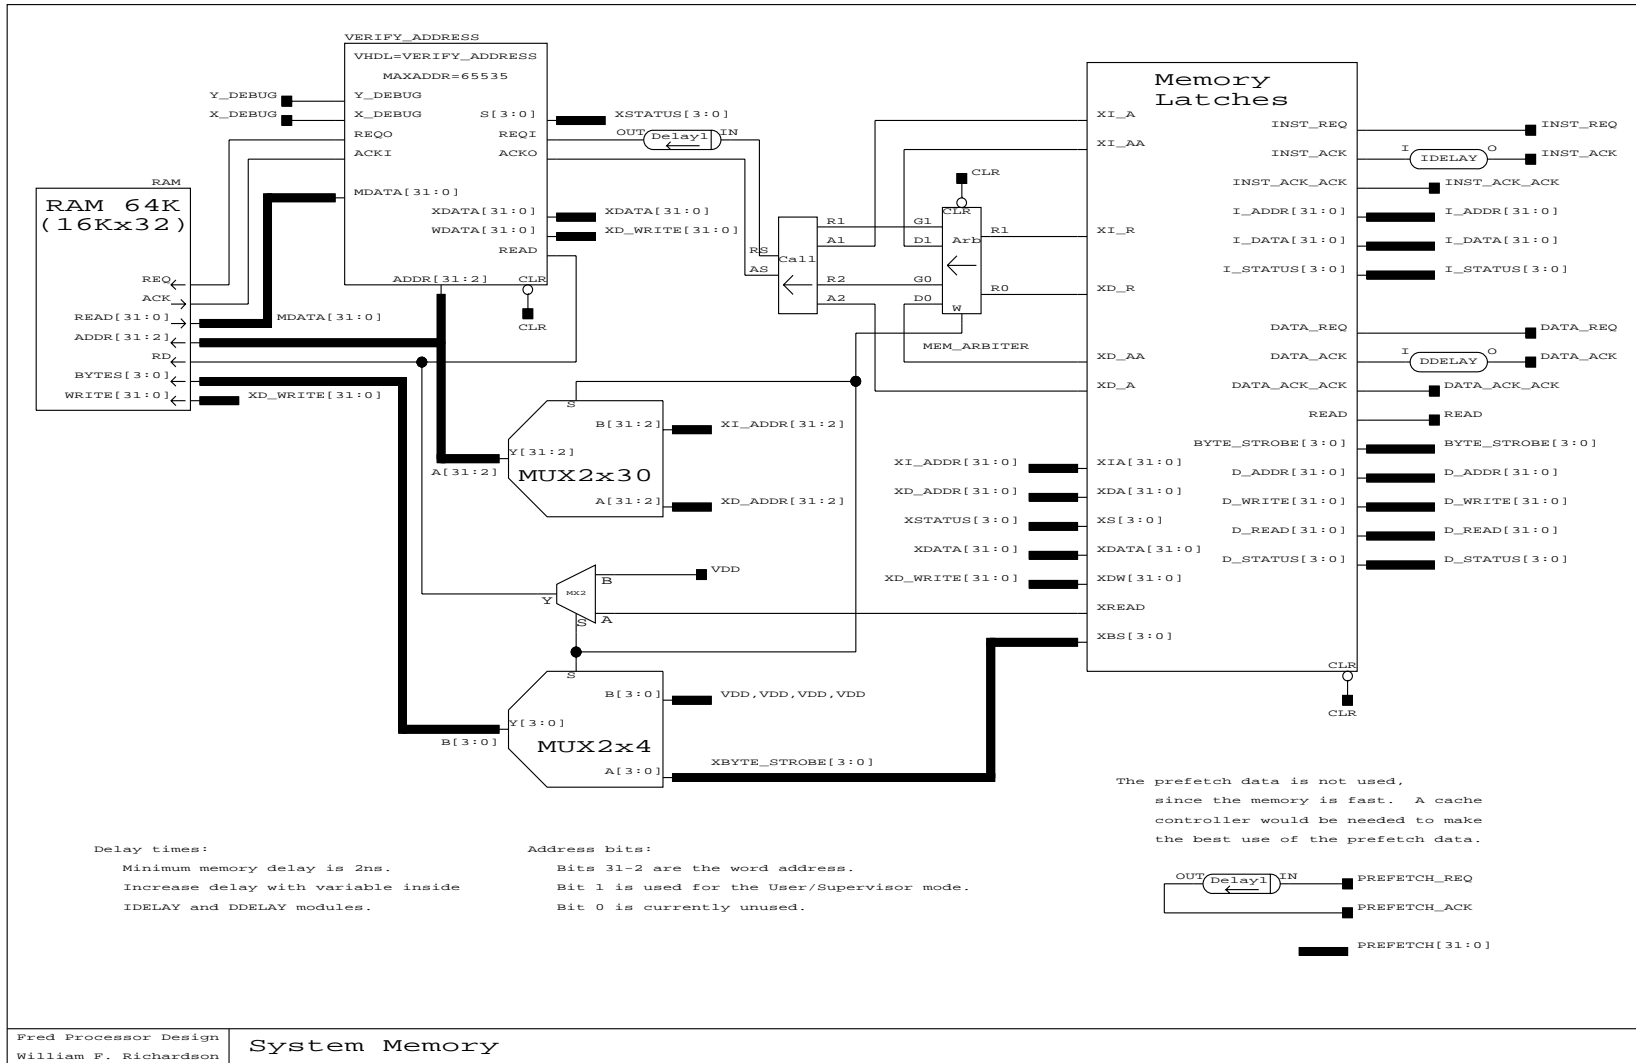 VERIFY_ADDRESS
VHDL=VERIFY_ADDRESS
MAXADDR=65535
Y_DEBUG
Y_DEBUG
X_DEBUG
X_DEBUG
S[3:0]
XSTATUS[3:0]
REQO
REQI
OUT
Delay1
IN
ACKI
ACKO
MDATA[31:0]
XDATA[31:0]
XDATA[31:0]
WDATA[31:0]
XD_WRITE[31:0]
READ
ADDR[31:2]
CLR
CLR
RAM
RAM 64K
(16Kx32)
REQ
ACK
READ[31:0]
MDATA[31:0]
ADDR[31:2]
RD
BYTES[3:0]
WRITE[31:0]
XD_WRITE[31:0]
RS
AS
Call
R1
A1
R2
A2
G1
D1
G0
D0
CLR
CLR
Arb
W
R1
R0
MEM_ARBITER
Memory
Latches
XI_A
XI_AA
XI_R
XD_R
XD_AA
XD_A
XI_ADDR[31:0]
XIA[31:0]
XD_ADDR[31:0]
XDA[31:0]
XSTATUS[3:0]
XS[3:0]
XDATA[31:0]
XDATA[31:0]
XD_WRITE[31:0]
XDW[31:0]
XREAD
XBS[3:0]
INST_REQ
INST_REQ
INST_ACK
I
IDELAY
O
INST_ACK
INST_ACK_ACK
INST_ACK_ACK
I_ADDR[31:0]
I_ADDR[31:0]
I_DATA[31:0]
I_DATA[31:0]
I_STATUS[3:0]
I_STATUS[3:0]
DATA_REQ
DATA_REQ
DATA_ACK
I
DDELAY
O
DATA_ACK
DATA_ACK_ACK
DATA_ACK_ACK
READ
READ
BYTE_STROBE[3:0]
BYTE_STROBE[3:0]
D_ADDR[31:0]
D_ADDR[31:0]
D_WRITE[31:0]
D_WRITE[31:0]
D_READ[31:0]
D_READ[31:0]
D_STATUS[3:0]
D_STATUS[3:0]
CLR
CLR
S
B[31:2]
XI_ADDR[31:2]
Y[31:2]
A[31:2]
MUX2x30
A[31:2]
XD_ADDR[31:2]
B
VDD
MX2
Y
S
A
S
B[3:0]
VDD,VDD,VDD,VDD
Y[3:0]
B[3:0]
MUX2x4
A[3:0]
XBYTE_STROBE[3:0]
The prefetch data is not used,
since the memory is fast. A cache
controller would be needed to make
the best use of the prefetch data.
OUT
Delay1
IN
PREFETCH_REQ
PREFETCH_ACK
PREFETCH[31:0]
Delay times:
Minimum memory delay is 2ns.
Increase delay with variable inside
IDELAY and DDELAY modules.
Address bits:
Bits 31-2 are the word address.
Bit 1 is used for the User/Supervisor mode.
Bit 0 is currently unused.
Fred Processor Design
William F. Richardson
System Memory